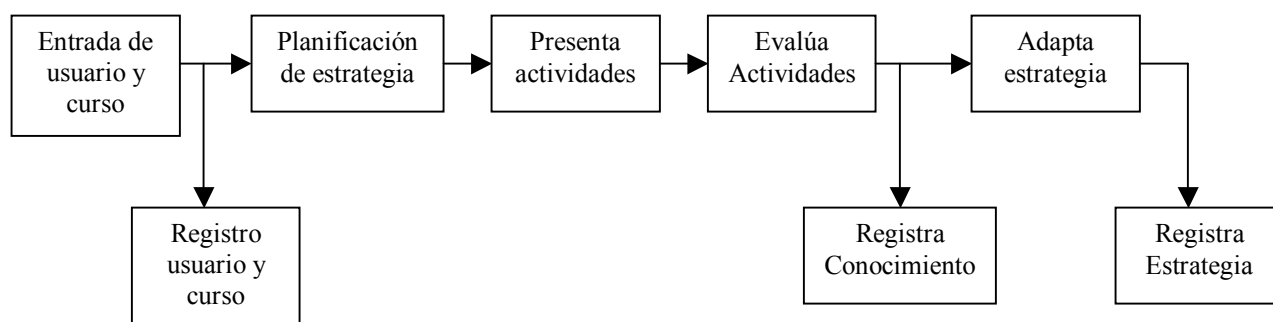 Entrada de
usuario y
curso
Planificación
de estrategia
Presenta
actividades
Evalúa
Actividades
Adapta
estrategia
Registro
usuario y
curso
Registra
Conocimiento
Registra
Estrategia